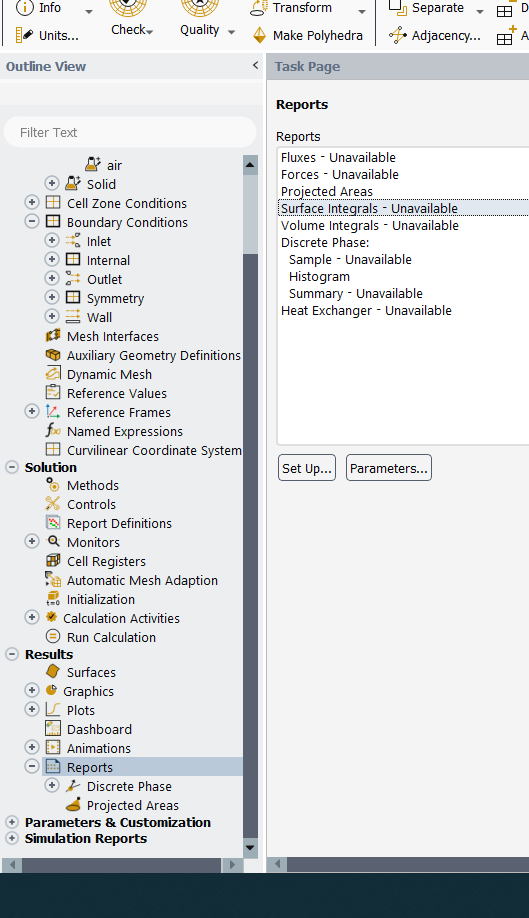 Info
Transform
Separate
D
Units...
Check
Quality
Make Polyhedra
Adjacency...
A
Outline View
<
Task Page
Filter Text
Reports
Reports
air
Solid
Cell Zone Conditions
Boundary Conditions
Inlet
Internal
Outlet
Symmetry
Wall
Mesh Interfaces
Auxiliary Geometry Definitions
Dynamic Mesh
Reference Values
Reference Frames
Named Expressions
Curvilinear Coordinate System
Solution
Methods
Controls
Report Definitions
Monitors
Cell Registers
Automatic Mesh Adaption
Initialization
Calculation Activities
Run Calculation
Results
Surfaces
Graphics
Plots
Dashboard
Animations
Reports
Discrete Phase
Projected Areas
Parameters & Customization
Simulation Reports
Fluxes - Unavailable
Forces - Unavailable
Projected Areas
Surface Integrals - Unavailable
Volume Integrals - Unavailable
Discrete Phase:
Sample - Unavailable
Histogram
Summary - Unavailable
Heat Exchanger - Unavailable
Set Up...
Parameters...